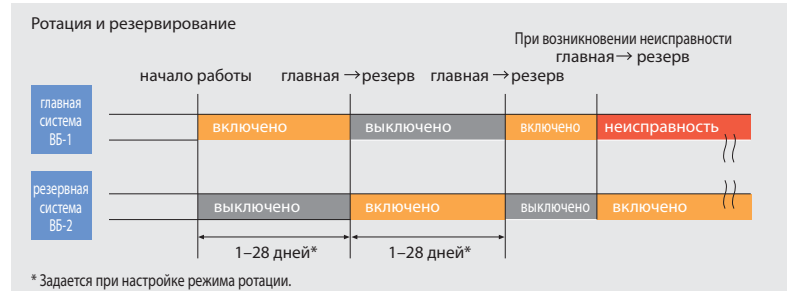 Ротация и резервирование
При возникновении неисправности
главная→ резерв
начало работы главная →резерв главная →резерв
главная
система
ВБ-1
включено выключено включено неисправность
резервная
система
ВБ-2
выключено включено выключено включено
1–28 дней* 1–28 дней*
* Задается при настройке режима ротации.